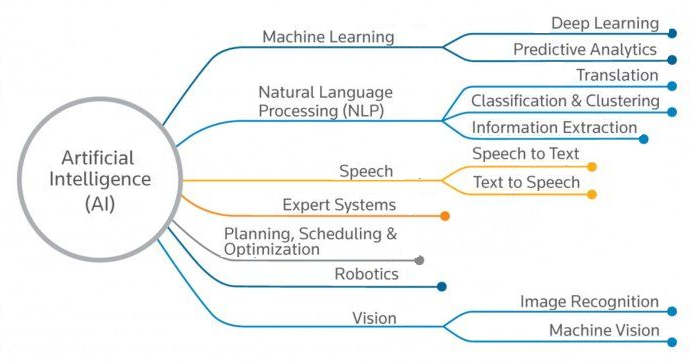 Artificial
Intelligence
(AI)
Machine Learning
Deep Learning
Predictive Analytics
Natural Language
Processing (NLP)
Translation
Classification & Clustering
Information Extraction
Speech
Speech to Text
Text to Speech
Expert Systems
Planning, Scheduling &
Optimization
Robotics
Vision
Image Recognition
Machine Vision